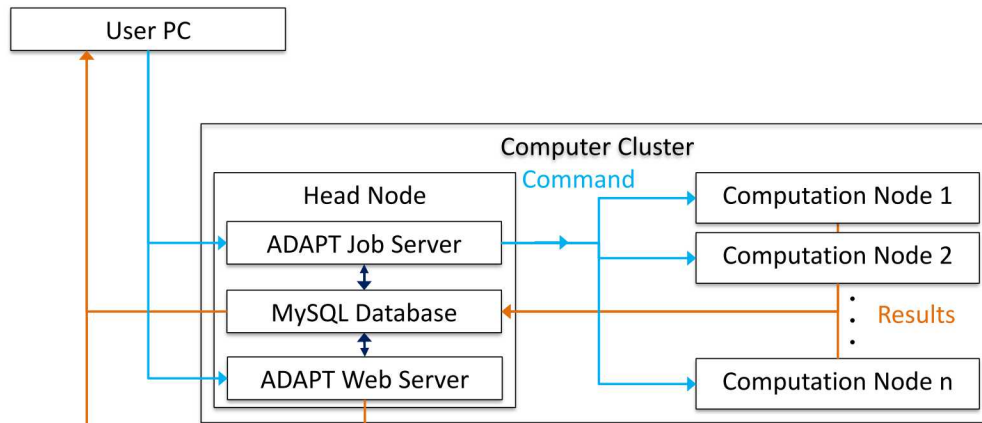 User PC
Computer Cluster
Command
Head Node
Computation Node 1
ADAPT Job Server
Computation Node 2
MySQL Database
Results
ADAPT Web Server
Computation Node n